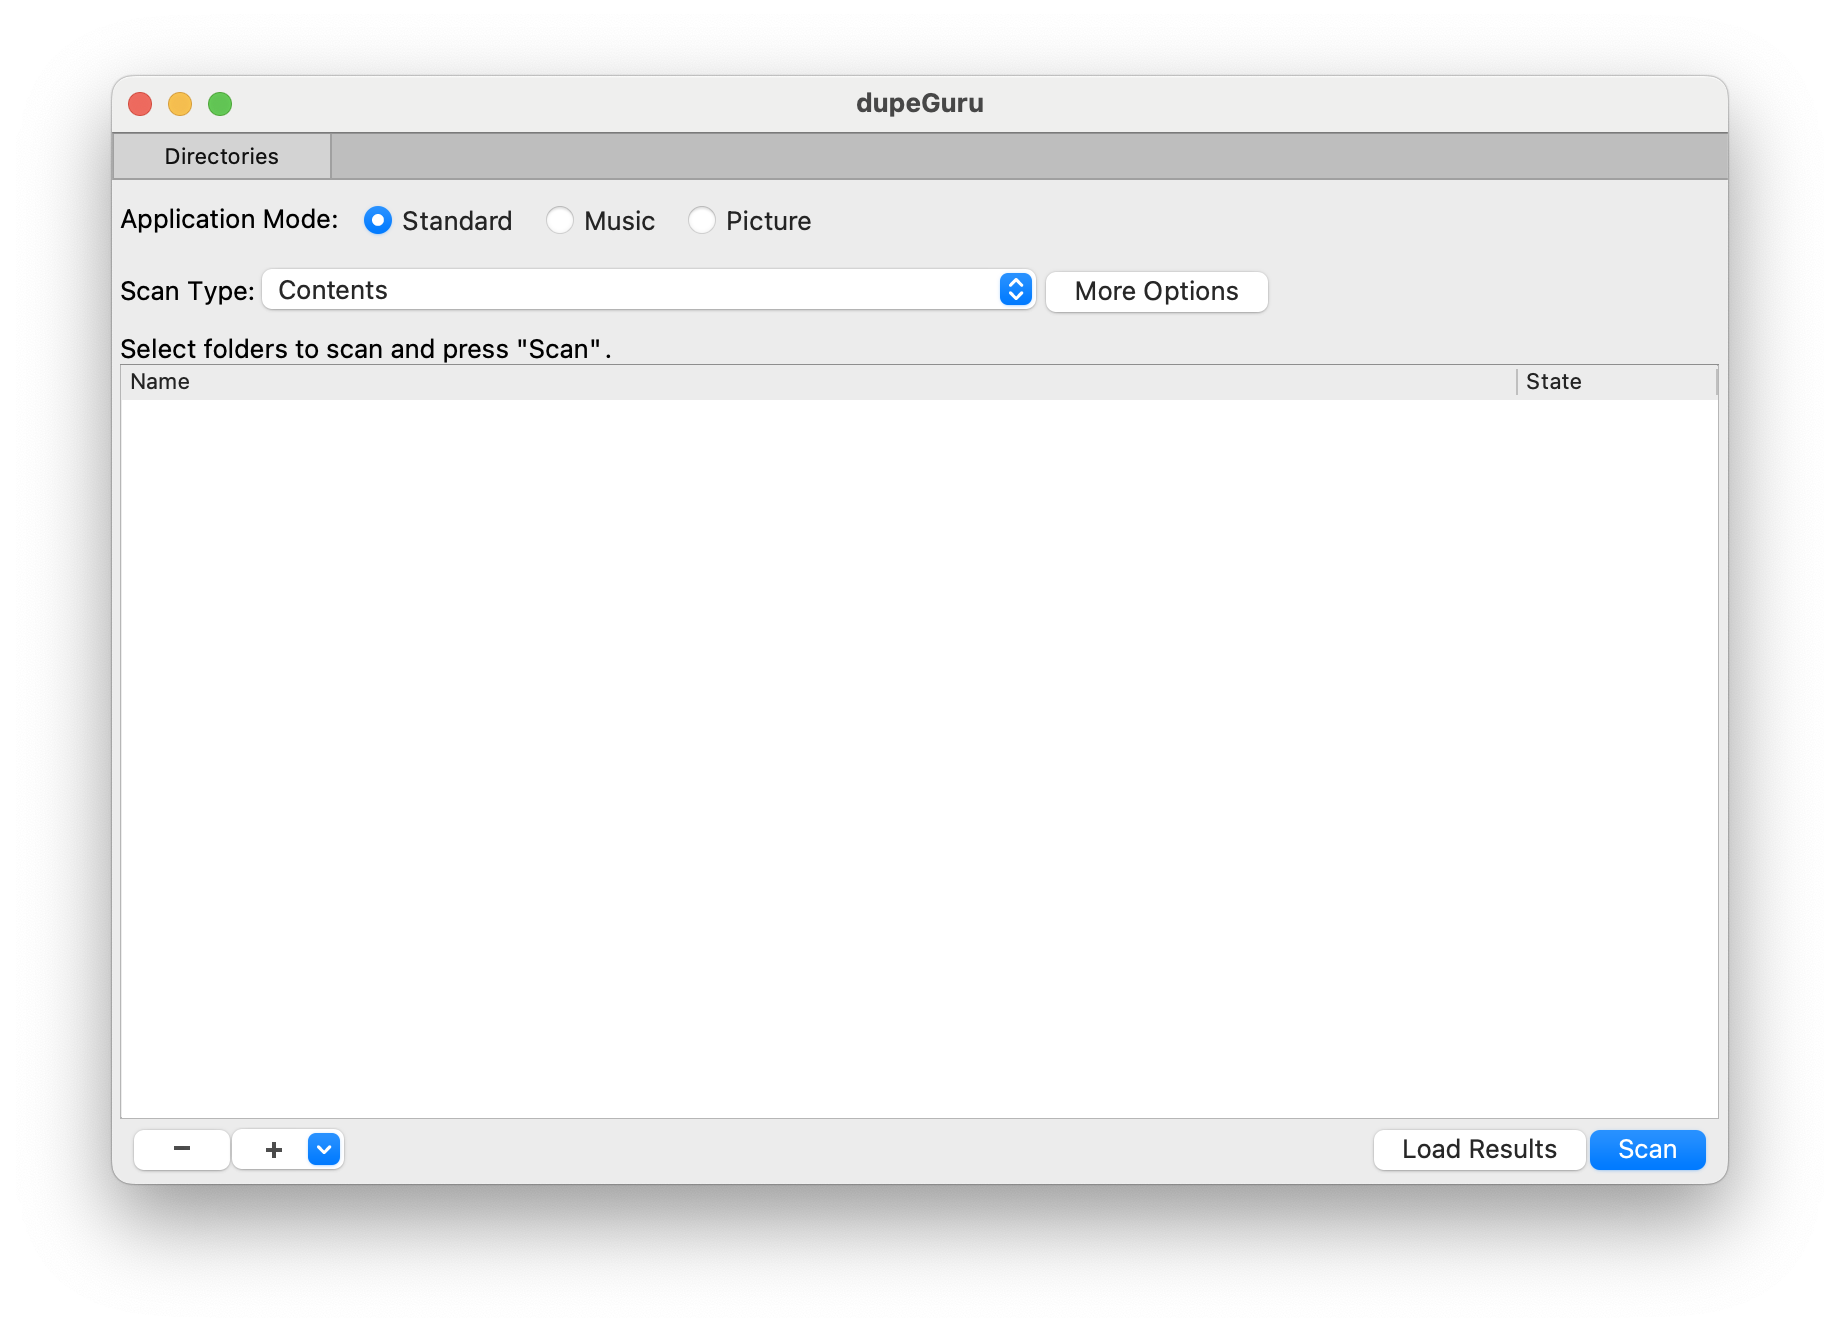 dupeGuru
Directories
Application Mode: Standard Music Picture
Scan Type: Contents More Options
Select folders to scan and press "Scan".
Name State
− + Load Results Scan